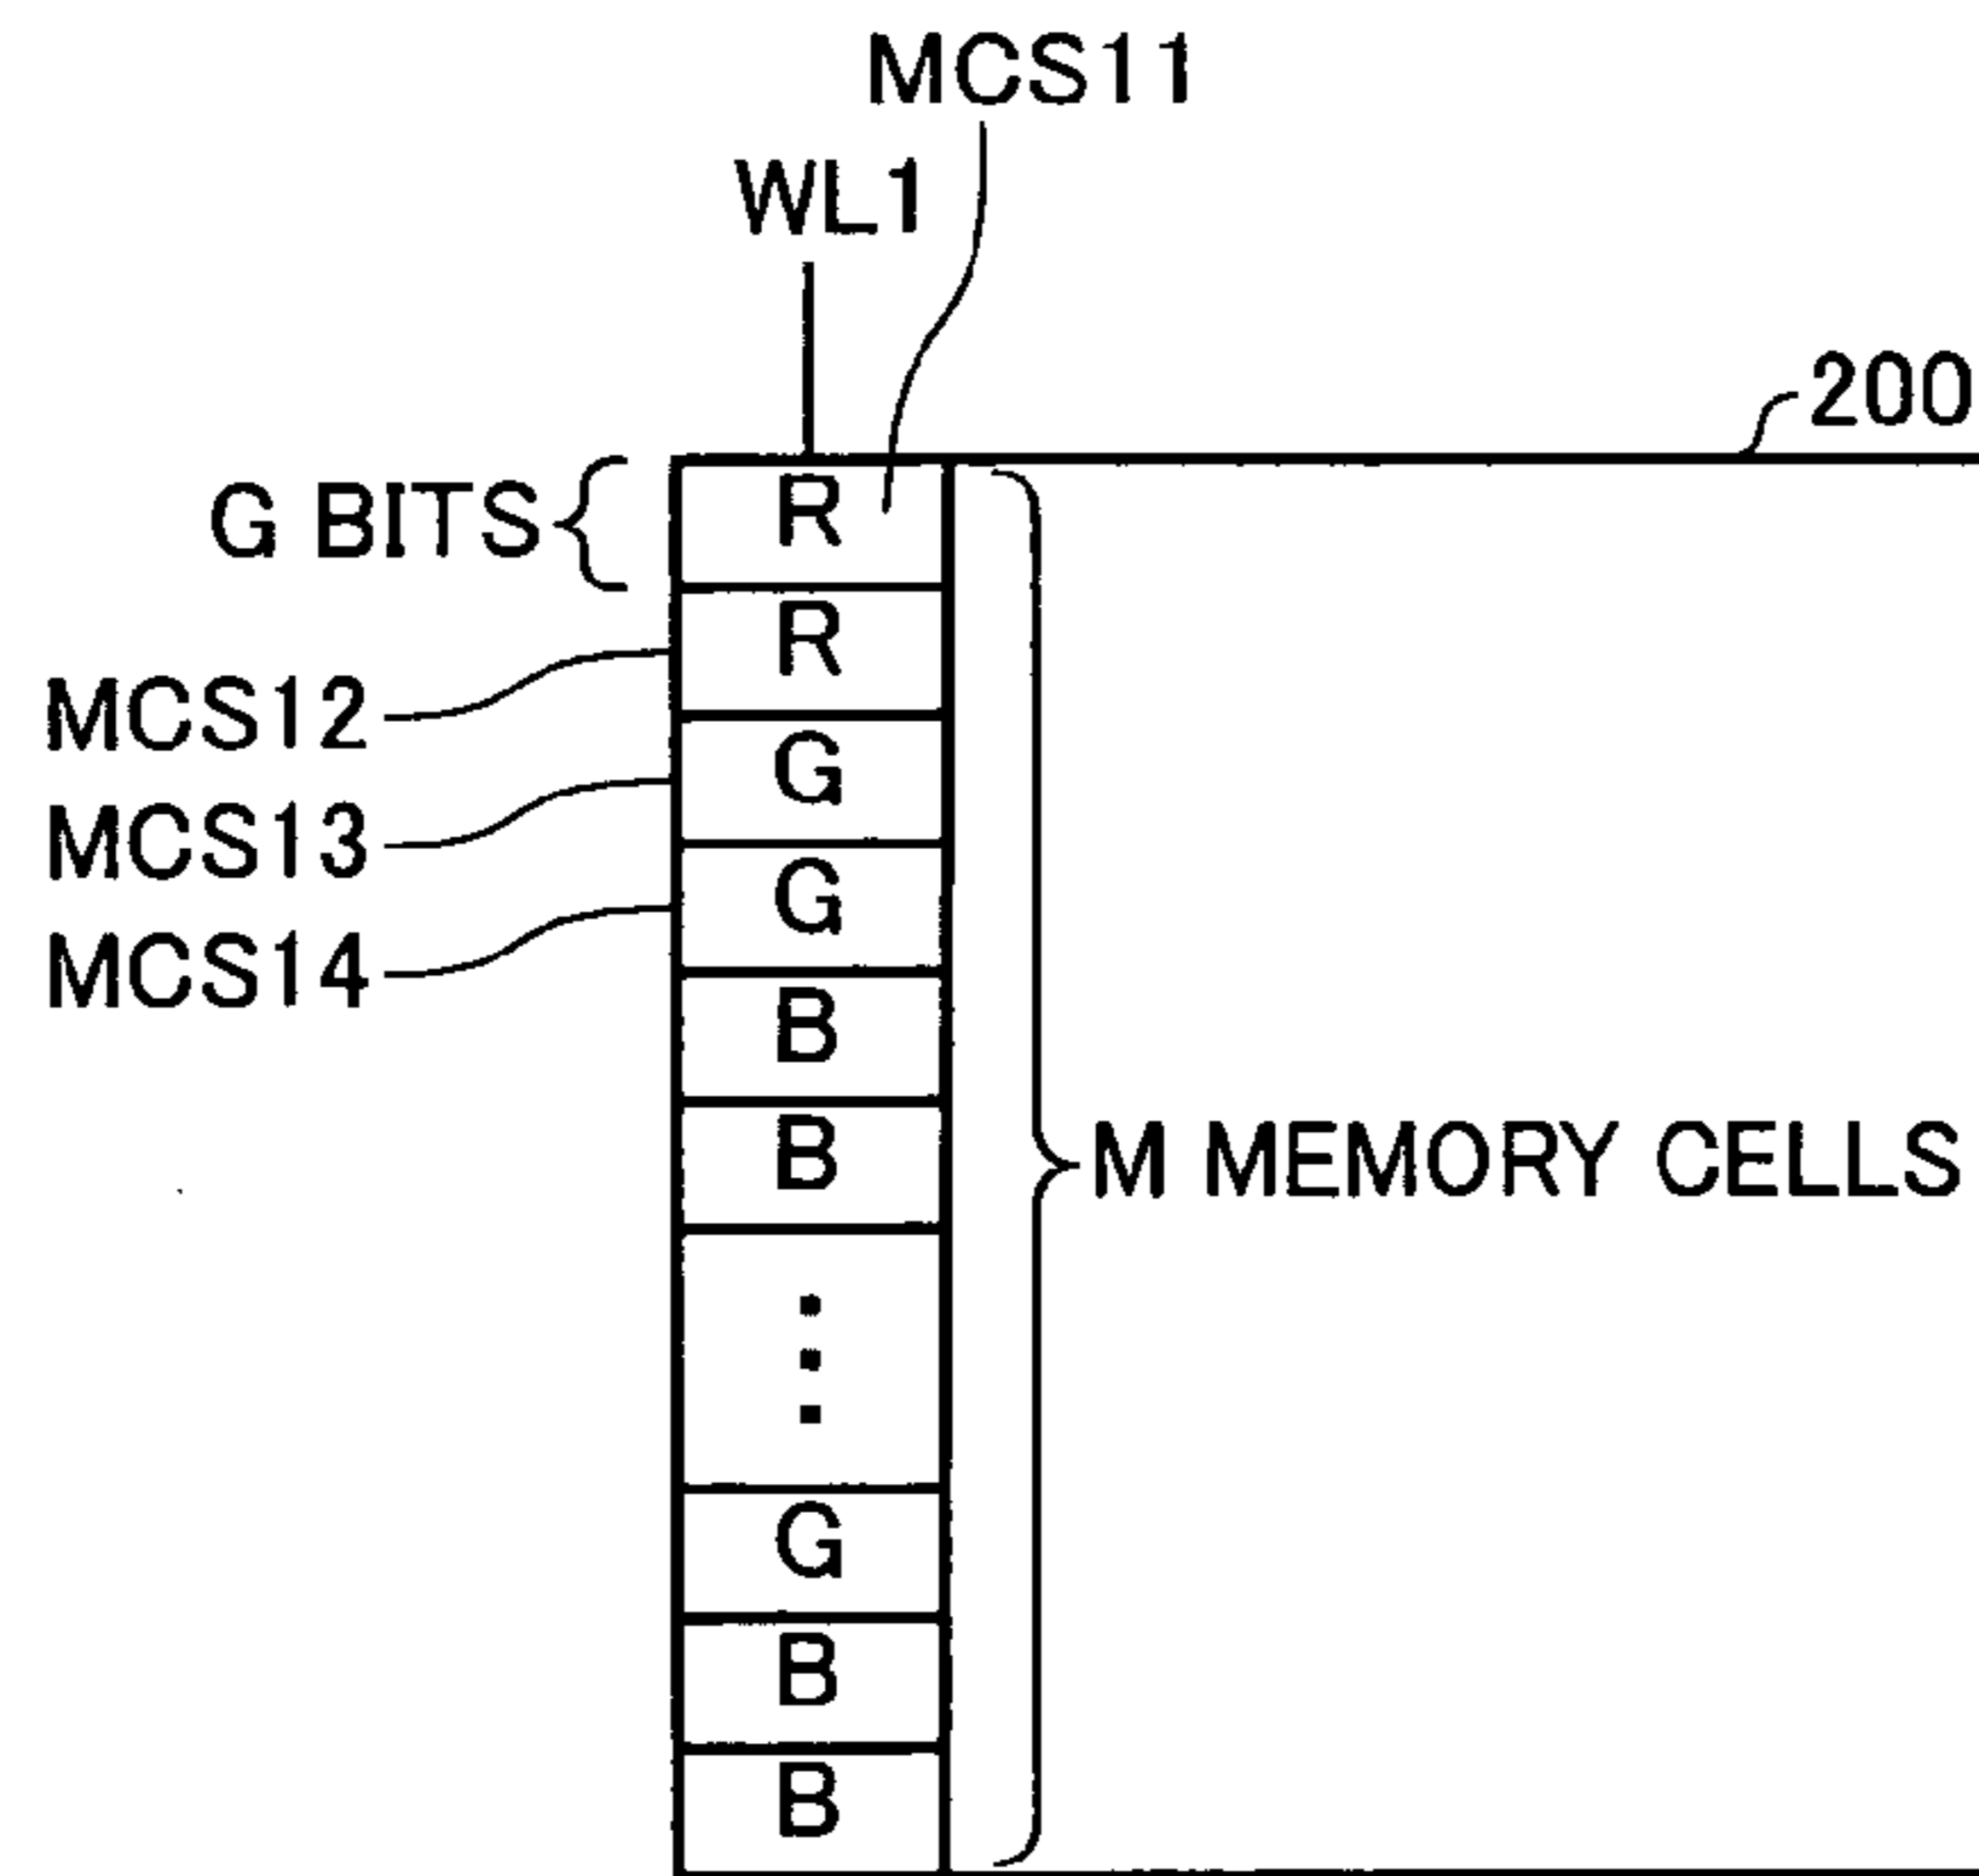 MCS11
WL1
200
G BITS
R
R
MCS12
G
MCS13
G
MCS14
B
B
M MEMORY CELLS
G
B
B